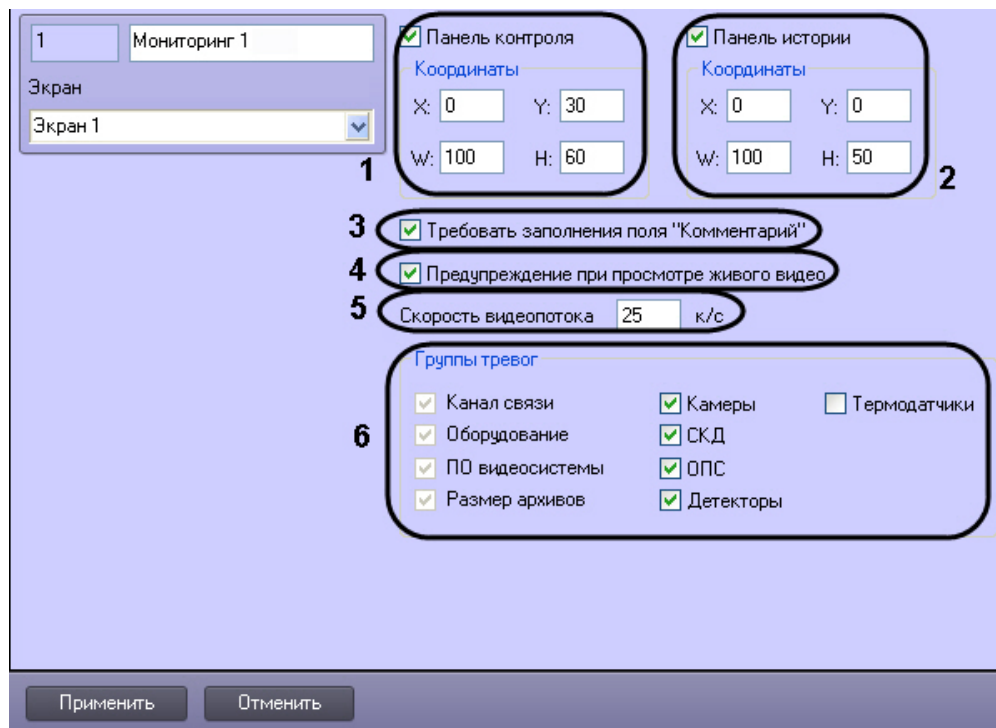 1 Мониторинг 1
Экран
Экран 1
Панель контроля
Координаты
X: 0 Y: 30
W: 100 H: 60
1
Панель истории
Координаты
X: 0 Y: 0
W: 100 H: 50
2
3 Требовать заполнения поля "Комментарий"
4 Предупреждение при просмотре живого видео
5 Скорость видеопотока 25 к/с
Группы тревог
Канал связи Камеры Термодатчики
Оборудование СКД
6
ПО видеосистемы ОПС
Размер архивов Детекторы
Применить Отменить